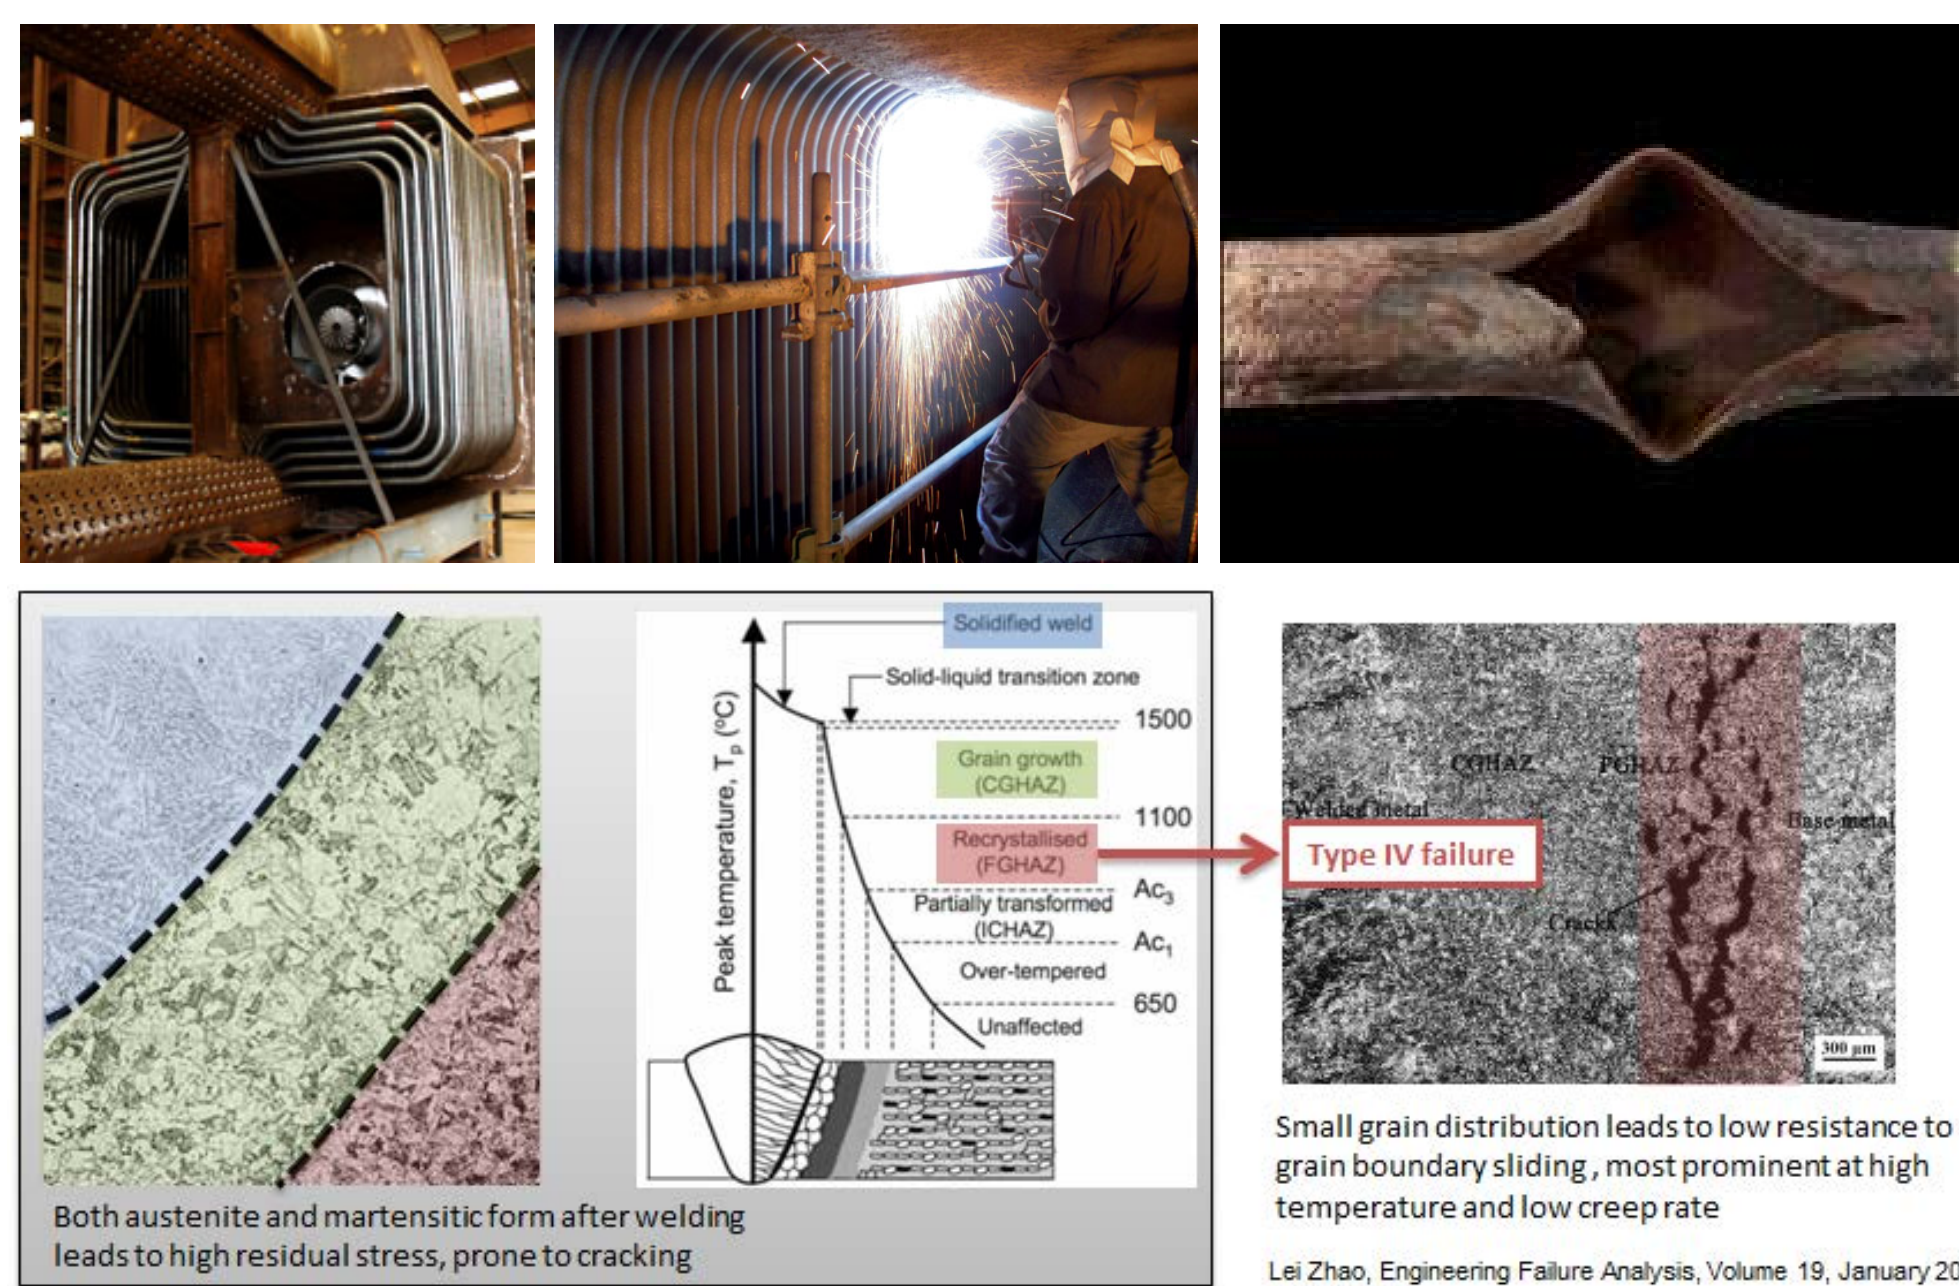 Solidified weld
Solid-liquid transition zone
1500
Grain growth
(CGHAZ)
1100
Recrystallised
(FGHAZ)
Ac3
Partially transformed
(ICHAZ)
Ac1
Over-tempered
650
Unaffected
Peak temperature, Tp (ºC)
Both austenite and martensitic form after welding
leads to high residual stress, prone to cracking
CGHAZ
FGHAZ
Welded metal
Base metal
Type IV failure
Crack
300 µm
Small grain distribution leads to low resistance to
grain boundary sliding , most prominent at high
temperature and low creep rate
Lei Zhao, Engineering Failure Analysis, Volume 19, January